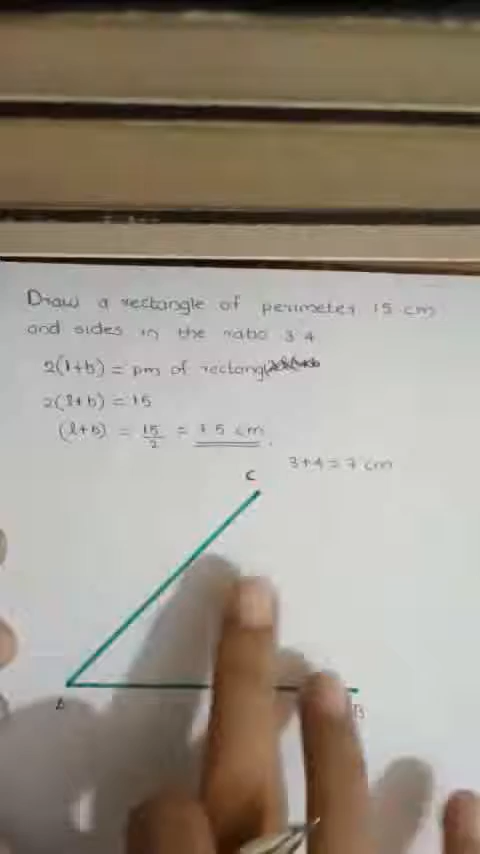 Draw a rectangle of perimeter 15 cm
and sides in the ratio 3:4
2(l+b) = pm of rectangle
2(l+b) = 15
(l+b) = 15/2 = 7.5 cm.
3+4=7 cm
C
A
B